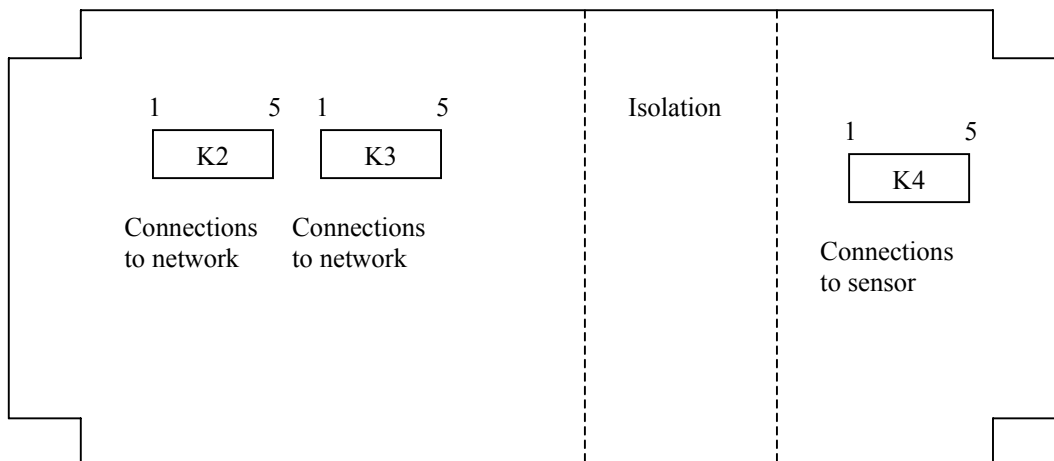 1 5 1 5 Isolation
K2 K3
1 5
K4
Connections
to network
Connections
to network
Connections
to sensor